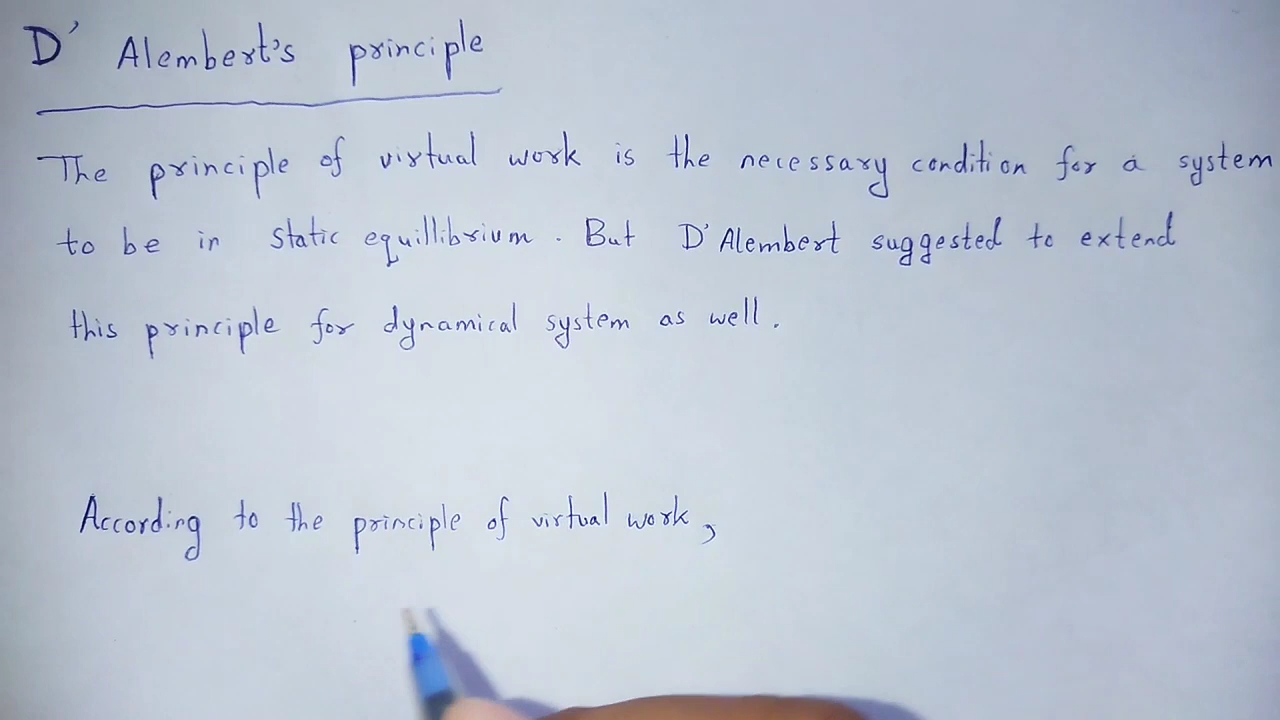 D' Alembert's principle
The principle of virtual work is the necessary condition for a system
to be in static equillibrium. But D'Alembert suggested to extend
this principle for dynamical system as well.
According to the principle of virtual work,